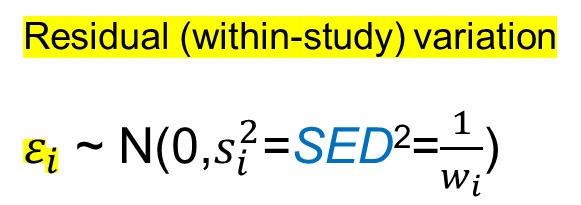 Residual (within-study) variation
εᵢ ~ N(0,sᵢ²=SED²=1/wᵢ)